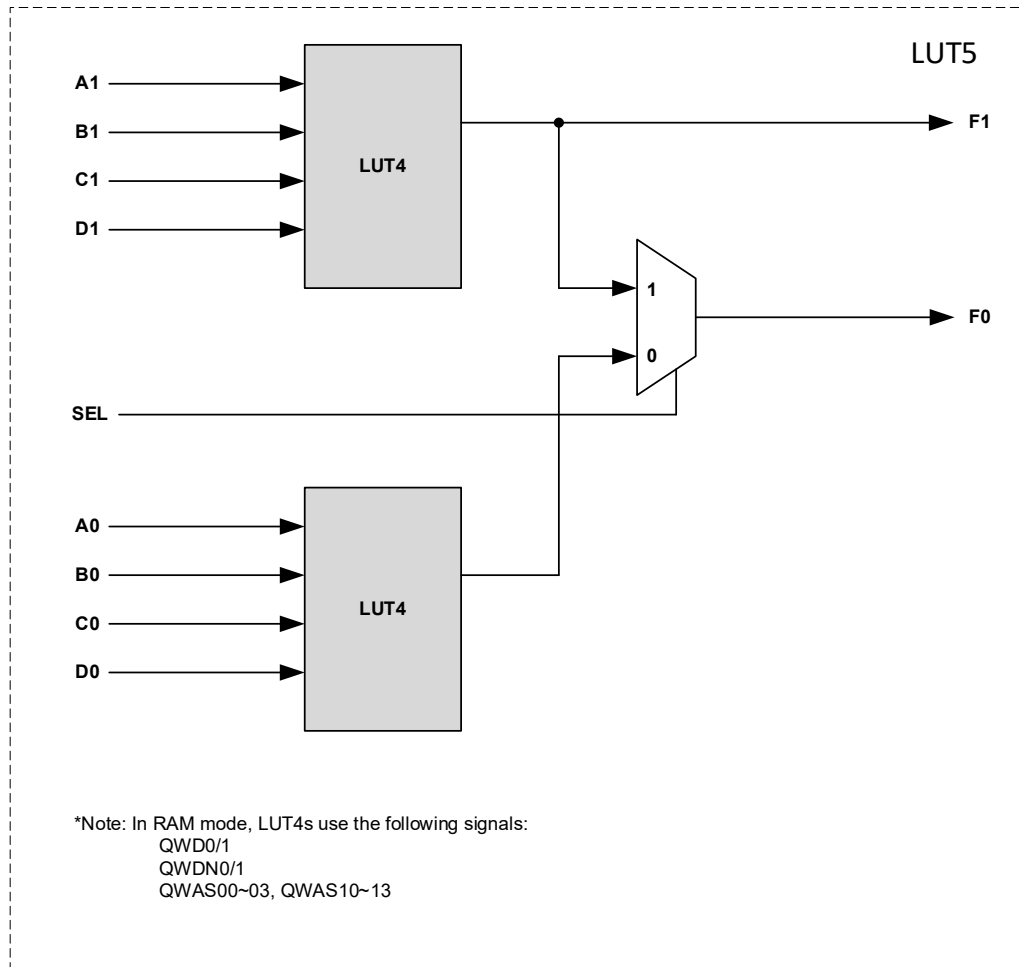 LUT5
A1
B1
C1
D1
LUT4
F1
1
0
F0
SEL
A0
B0
C0
D0
LUT4
*Note: In RAM mode, LUT4s use the following signals:
QWD0/1
QWDN0/1
QWAS00~03, QWAS10~13